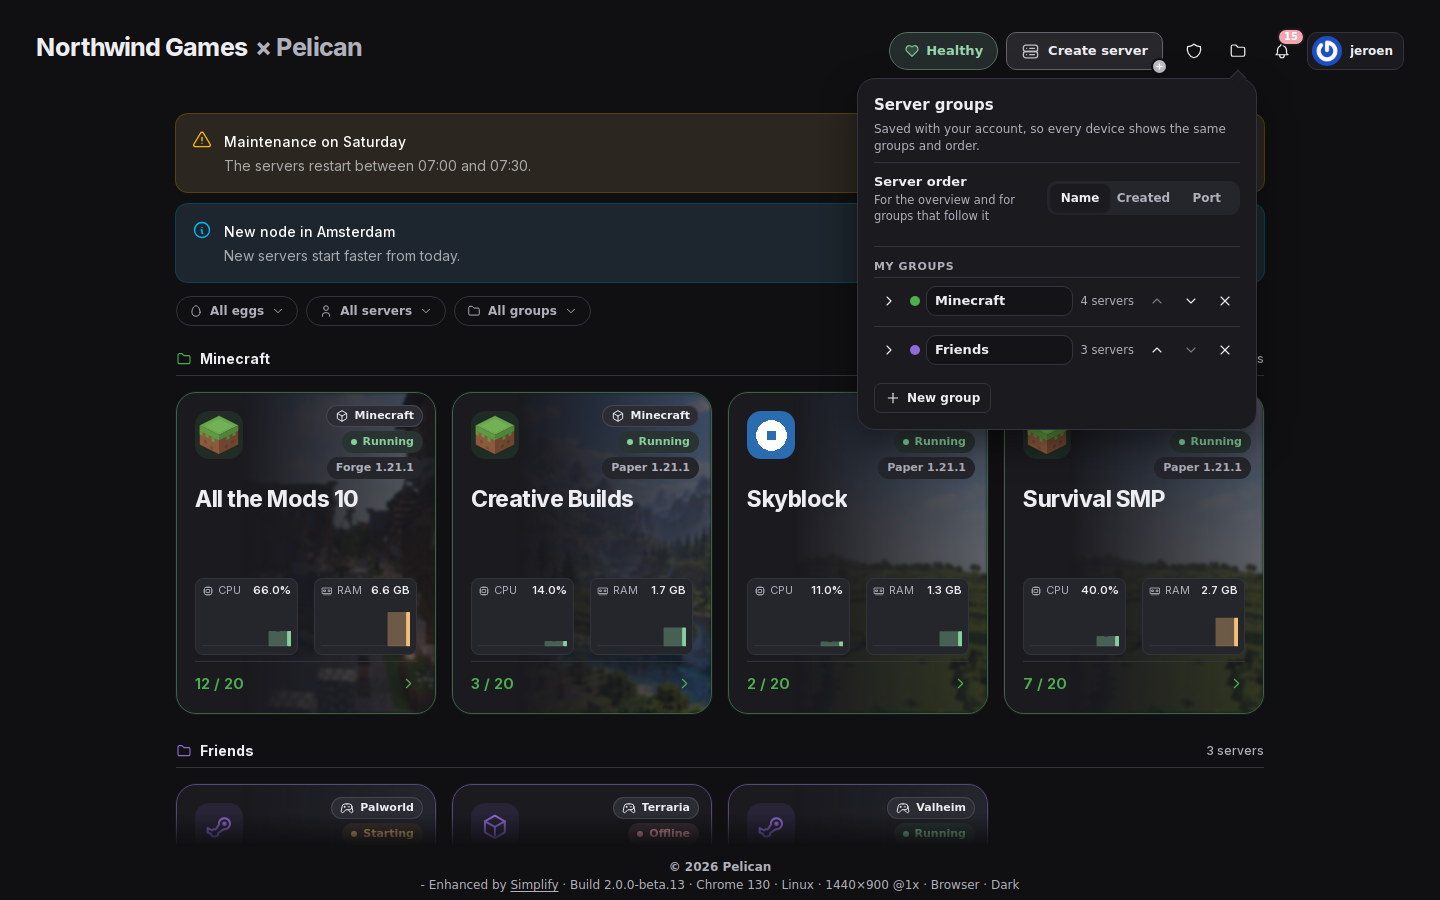 Northwind Games × Pelican
Healthy
Create server
15
jeroen
Server groups
Saved with your account, so every device shows the same
groups and order.
Server order
For the overview and for
groups that follow it
Name
Created
Port
MY GROUPS
Minecraft
4 servers
Friends
3 servers
New group
Maintenance on Saturday
The servers restart between 07:00 and 07:30.
New node in Amsterdam
New servers start faster from today.
All eggs
All servers
All groups
Minecraft
s
Minecraft
Running
Forge 1.21.1
All the Mods 10
CPU 66.0%
RAM 6.6 GB
12 / 20
Minecraft
Running
Paper 1.21.1
Creative Builds
CPU 14.0%
RAM 1.7 GB
3 / 20
Running
Paper 1.21.1
Skyblock
CPU 11.0%
RAM 1.3 GB
2 / 20
Running
Paper 1.21.1
Survival SMP
CPU 40.0%
RAM 2.7 GB
7 / 20
Friends
3 servers
Palworld
Starting
Terraria
Offline
Valheim
Running
© 2026 Pelican
- Enhanced by Simplify · Build 2.0.0-beta.13 · Chrome 130 · Linux · 1440×900 @1x · Browser · Dark